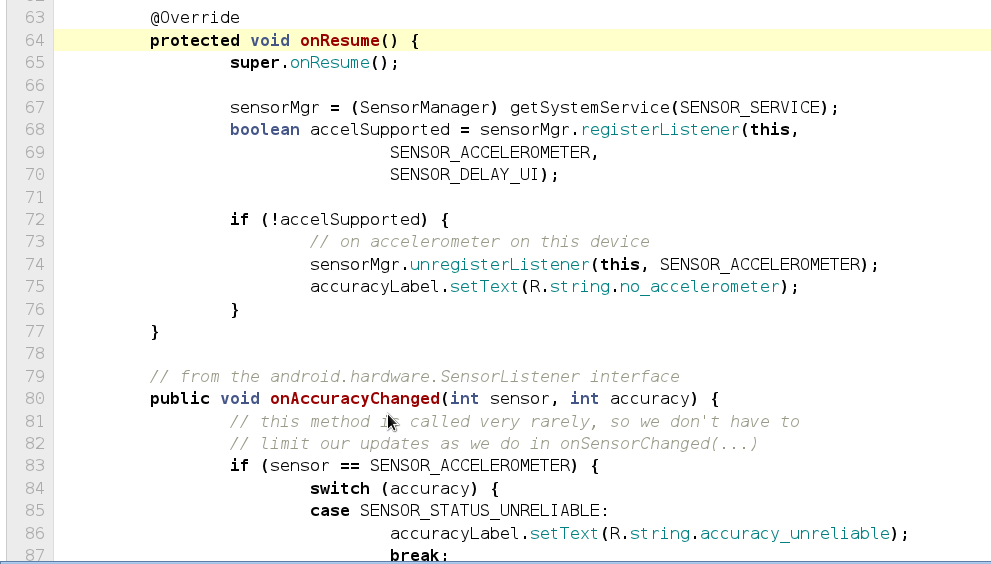 63 @Override
64 protected void onResume() {
65 super.onResume();
66
67 sensorMgr = (SensorManager) getSystemService(SENSOR_SERVICE);
68 boolean accelSupported = sensorMgr.registerListener(this,
69 SENSOR_ACCELEROMETER,
70 SENSOR_DELAY_UI);
71
72 if (!accelSupported) {
73 // on accelerometer on this device
74 sensorMgr.unregisterListener(this, SENSOR_ACCELEROMETER);
75 accuracyLabel.setText(R.string.no_accelerometer);
76 }
77 }
78
79 // from the android.hardware.SensorListener interface
80 public void onAccuracyChanged(int sensor, int accuracy) {
81 // this method is called very rarely, so we don't have to
82 // limit our updates as we do in onSensorChanged(...)
83 if (sensor == SENSOR_ACCELEROMETER) {
84 switch (accuracy) {
85 case SENSOR_STATUS_UNRELIABLE:
86 accuracyLabel.setText(R.string.accuracy_unreliable);
87 break;